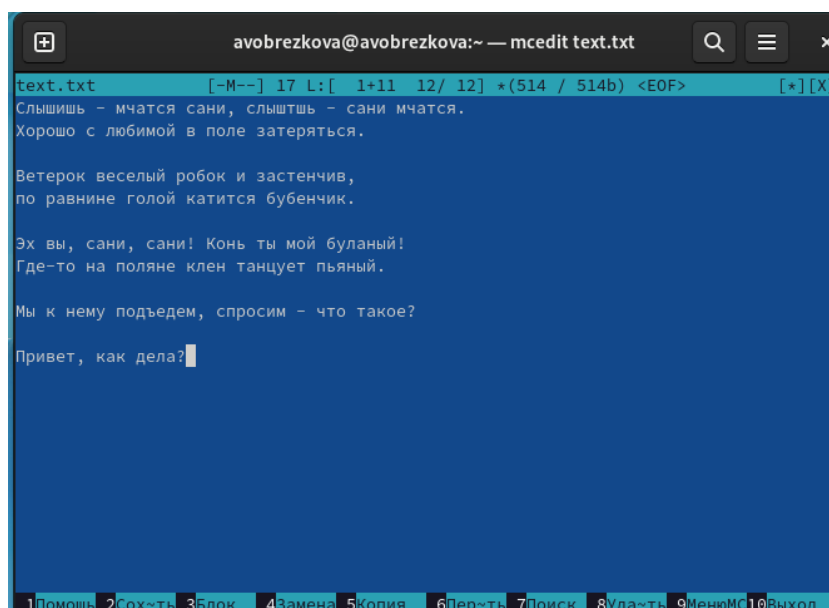 avobrezkova@avobrezkova:~ — mcedit text.txt
text.txt [-M--] 17 L:[ 1+11 12/ 12] *(514 / 514b) <EOF> [*][X
Слышишь – мчатся сани, слыштшь – сани мчатся.
Хорошо с любимой в поле затеряться.
Ветерок веселый робок и застенчив,
по равнине голой катится бубенчик.
Эх вы, сани, сани! Конь ты мой буланый!
Где-то на поляне клен танцует пьяный.
Мы к нему подъедем, спросим – что такое?
Привет, как дела?
1Помощь 2Сох~ть 3Блок 4Замена 5Копия 6Пер~ть 7Поиск 8Уда~ть 9МенюMC 10Выход